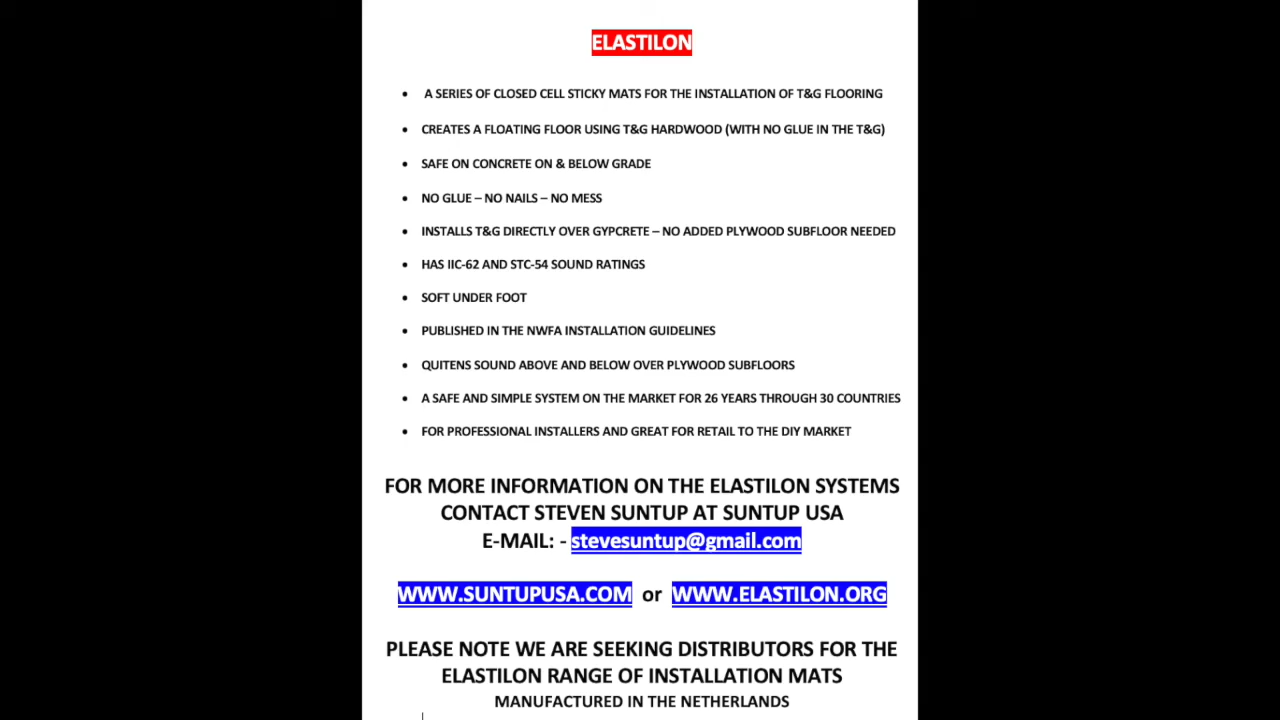 ELASTILON
• A SERIES OF CLOSED CELL STICKY MATS FOR THE INSTALLATION OF T&G FLOORING
• CREATES A FLOATING FLOOR USING T&G HARDWOOD (WITH NO GLUE IN THE T&G)
• SAFE ON CONCRETE ON & BELOW GRADE
• NO GLUE – NO NAILS – NO MESS
• INSTALLS T&G DIRECTLY OVER GYPCRETE – NO ADDED PLYWOOD SUBFLOOR NEEDED
• HAS IIC-62 AND STC-54 SOUND RATINGS
• SOFT UNDER FOOT
• PUBLISHED IN THE NWFA INSTALLATION GUIDELINES
• QUITENS SOUND ABOVE AND BELOW OVER PLYWOOD SUBFLOORS
• A SAFE AND SIMPLE SYSTEM ON THE MARKET FOR 26 YEARS THROUGH 30 COUNTRIES
• FOR PROFESSIONAL INSTALLERS AND GREAT FOR RETAIL TO THE DIY MARKET
FOR MORE INFORMATION ON THE ELASTILON SYSTEMS
CONTACT STEVEN SUNTUP AT SUNTUP USA
E-MAIL: - stevesuntup@gmail.com
WWW.SUNTUPUSA.COM or WWW.ELASTILON.ORG
PLEASE NOTE WE ARE SEEKING DISTRIBUTORS FOR THE
ELASTILON RANGE OF INSTALLATION MATS
MANUFACTURED IN THE NETHERLANDS